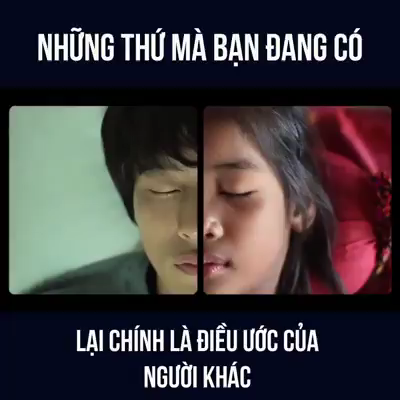 NHỮNG THỨ MÀ BẠN ĐANG CÓ
LẠI CHÍNH LÀ ĐIỀU ƯỚC CỦA
NGƯỜI KHÁC